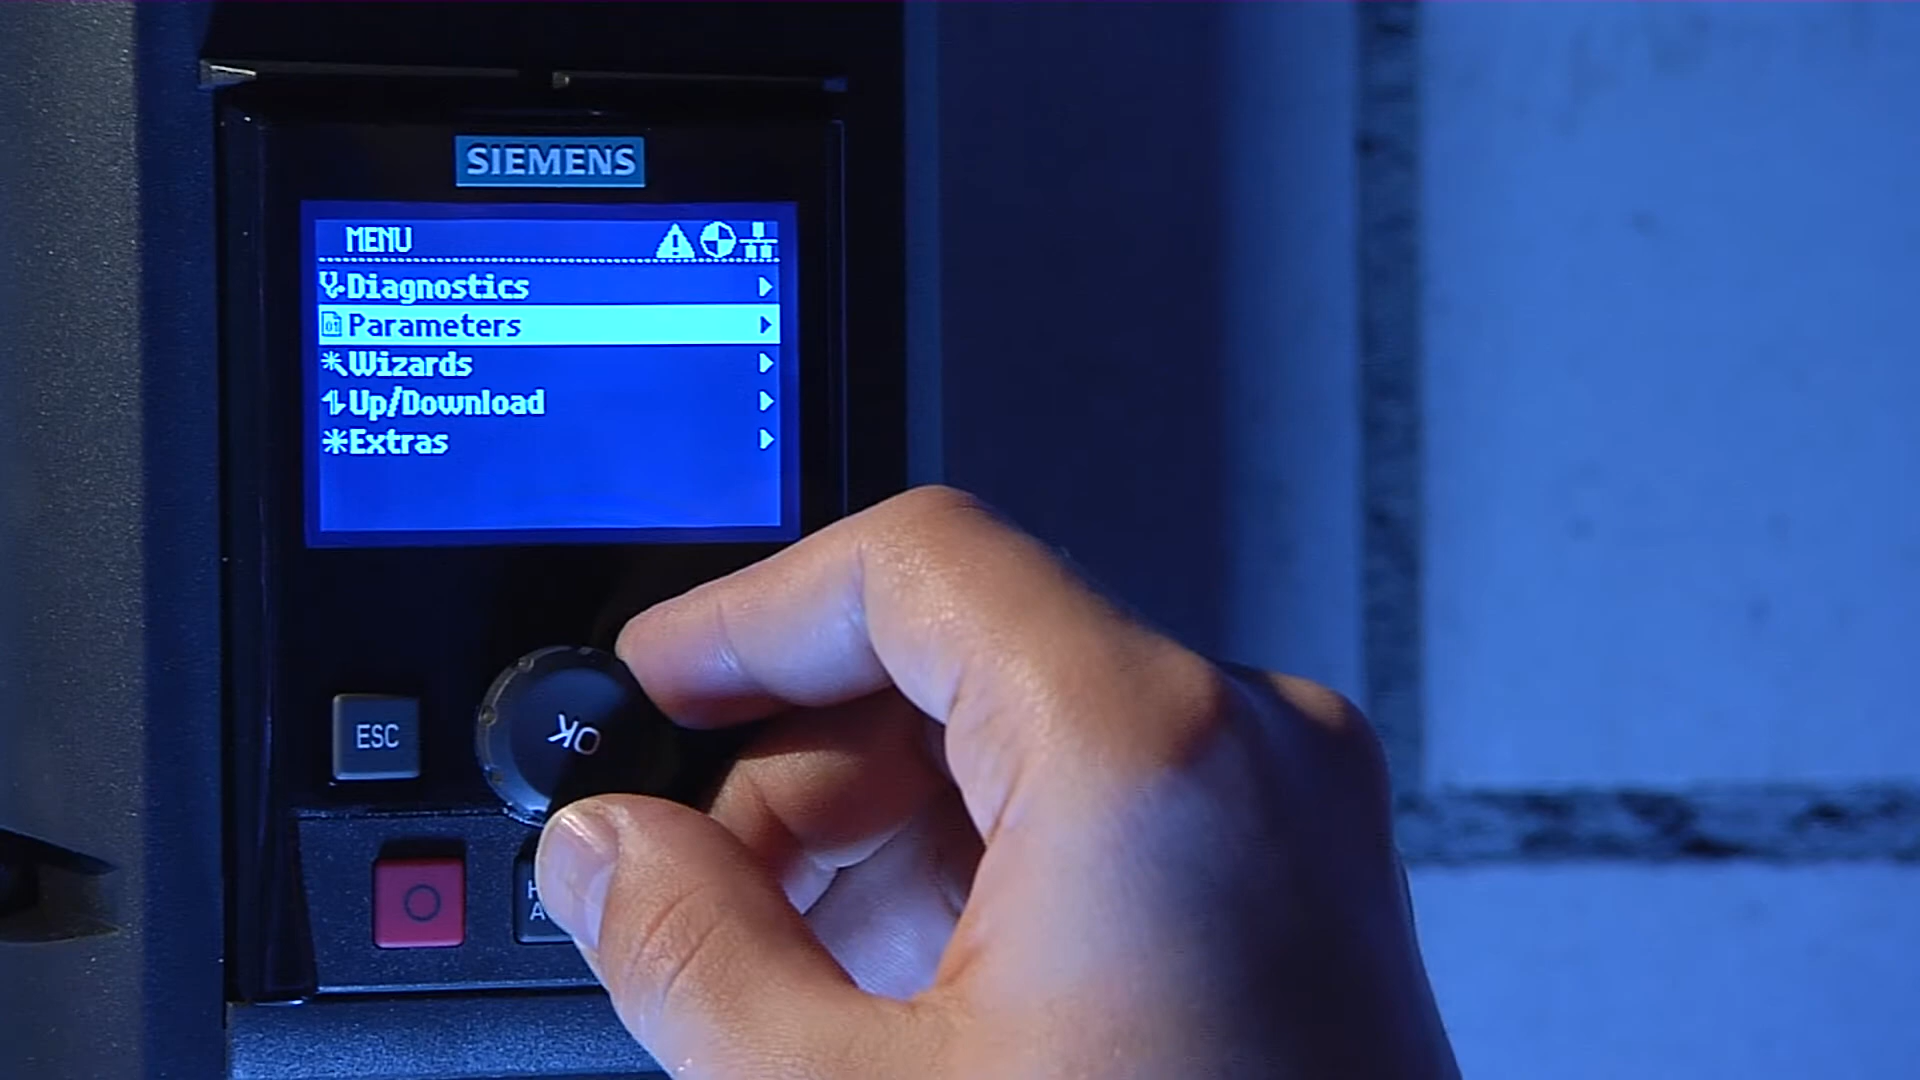 SIEMENS
MENU
Diagnostics
Parameters
Wizards
Up/Download
Extras
ESC
OK